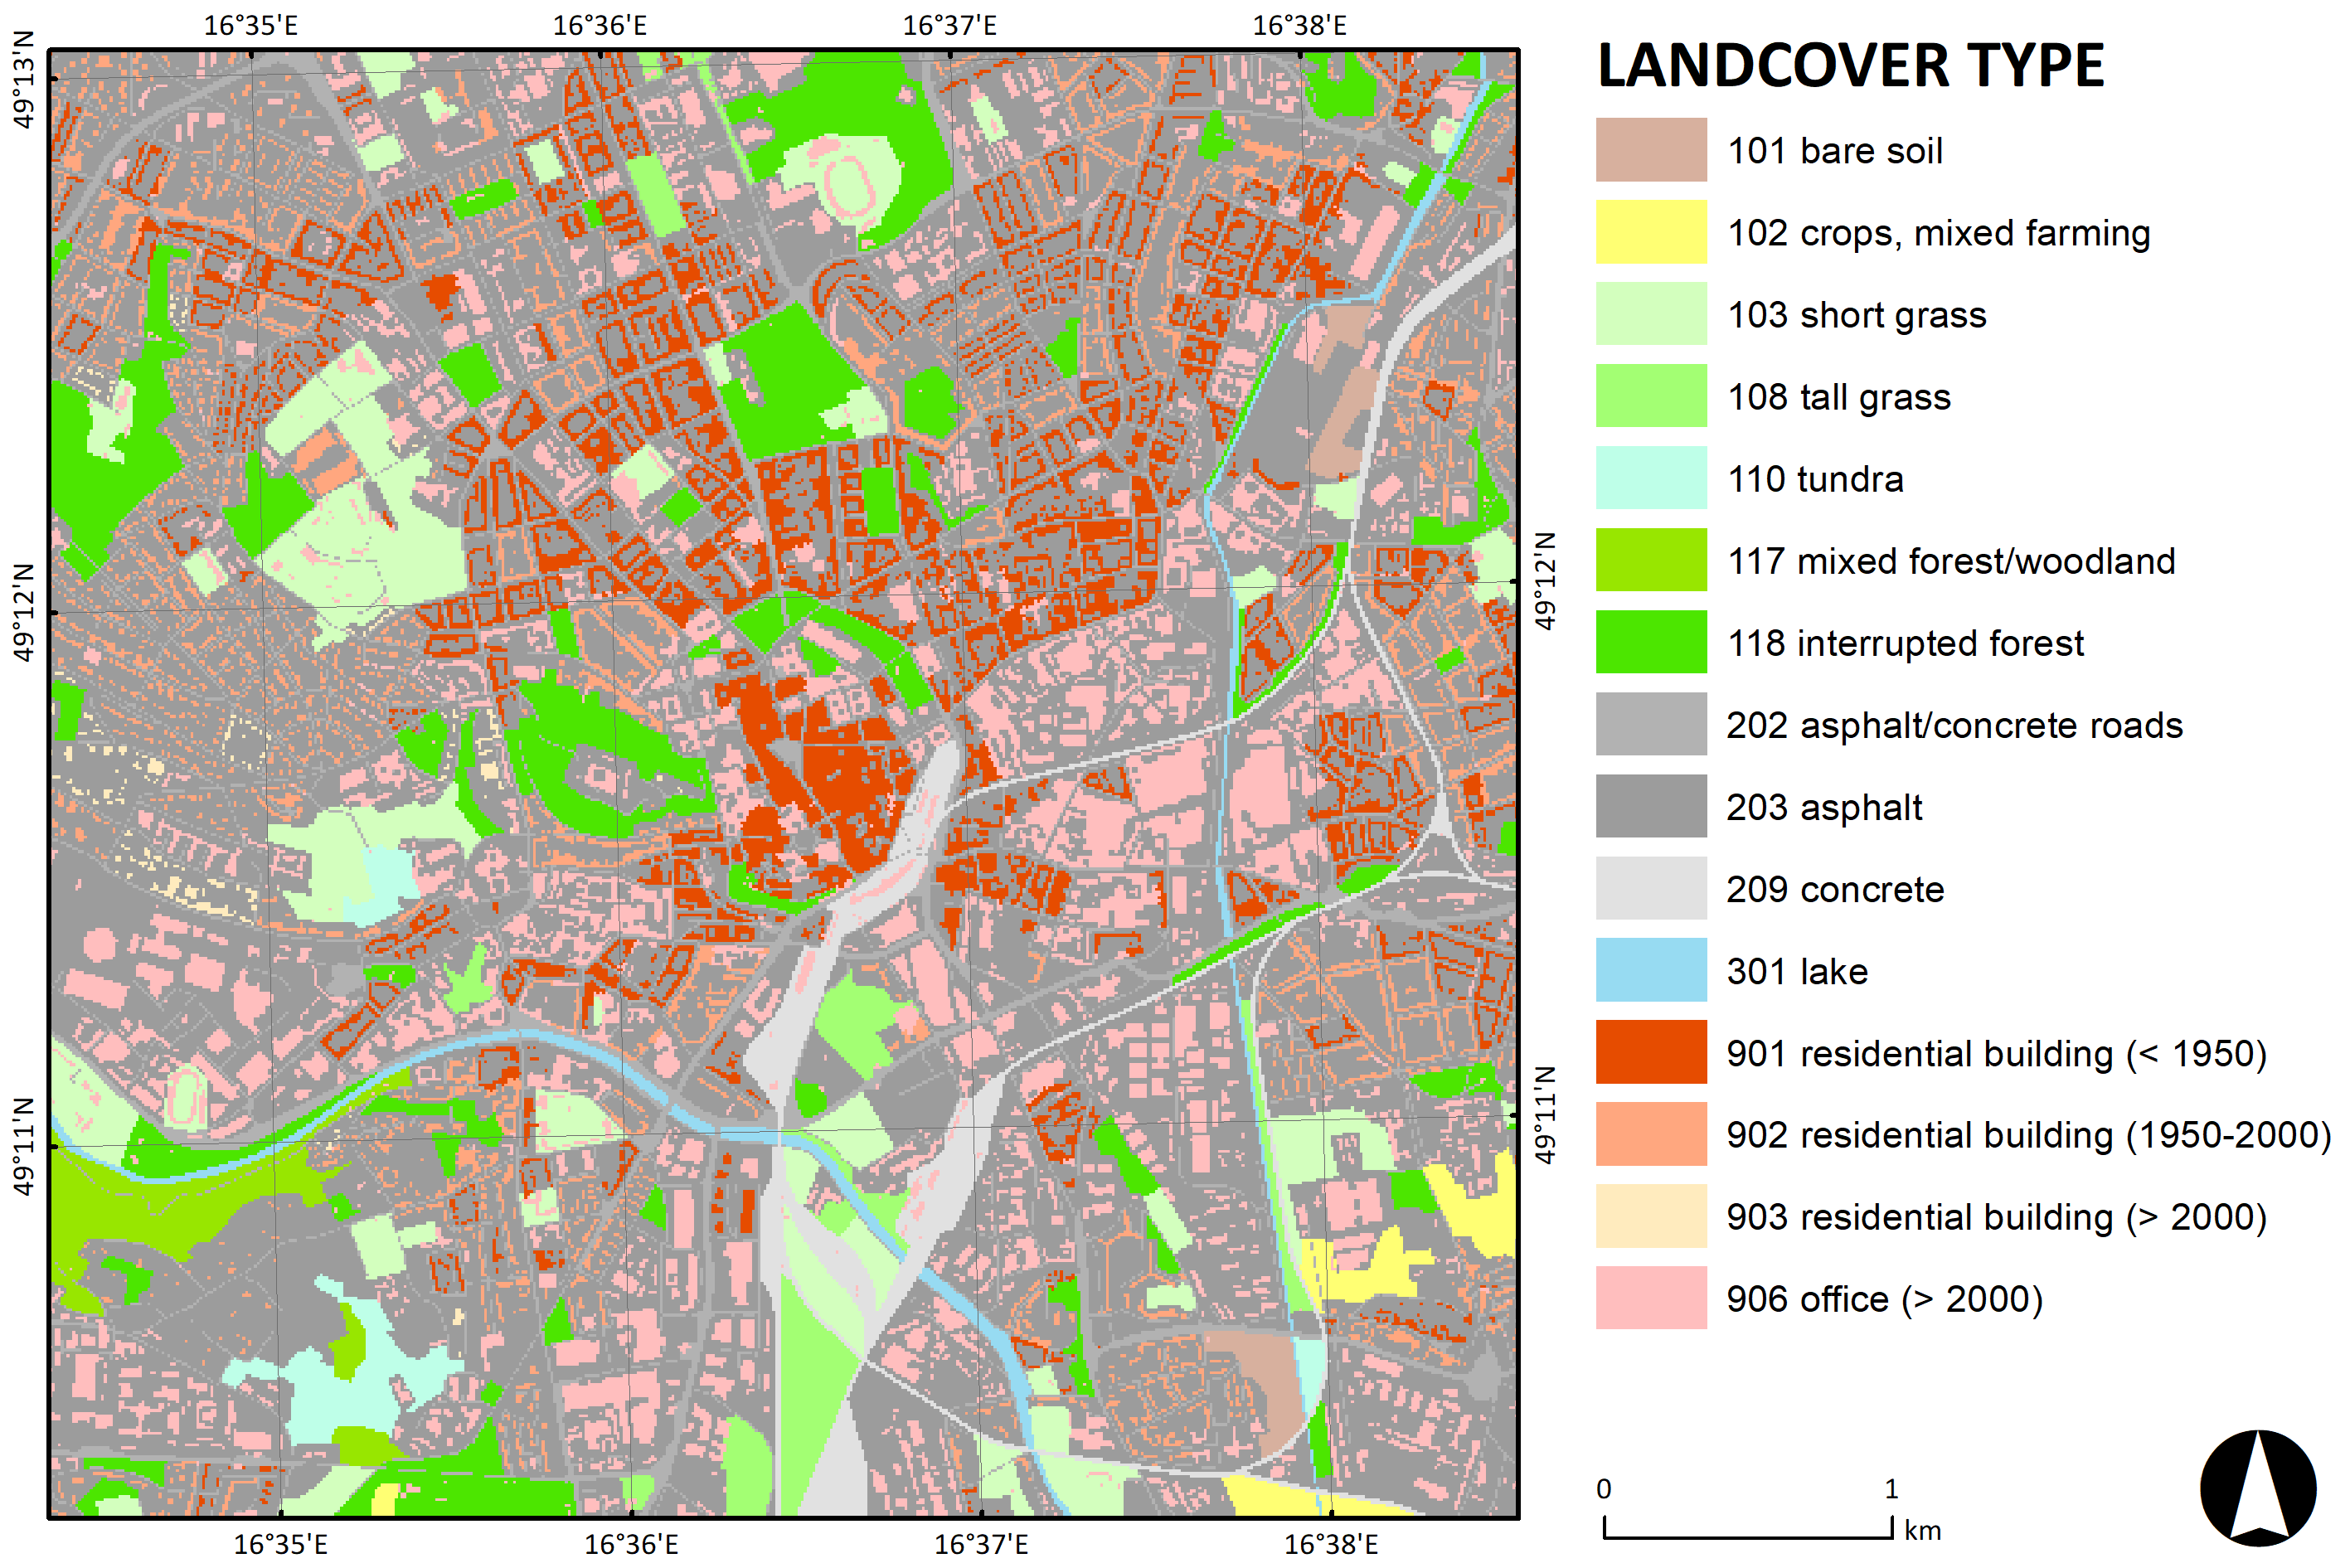 16°35'E 16°36'E 16°37'E 16°38'E
49°13'N
49°12'N
49°11'N
49°12'N
49°11'N
16°35'E 16°36'E 16°37'E 16°38'E
LANDCOVER TYPE
101 bare soil
102 crops, mixed farming
103 short grass
108 tall grass
110 tundra
117 mixed forest/woodland
118 interrupted forest
202 asphalt/concrete roads
203 asphalt
209 concrete
301 lake
901 residential building (< 1950)
902 residential building (1950-2000)
903 residential building (> 2000)
906 office (> 2000)
0 1
km